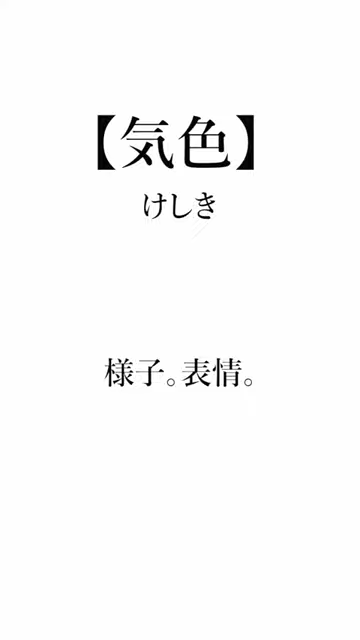 【気色】
けしき
様子。表情。